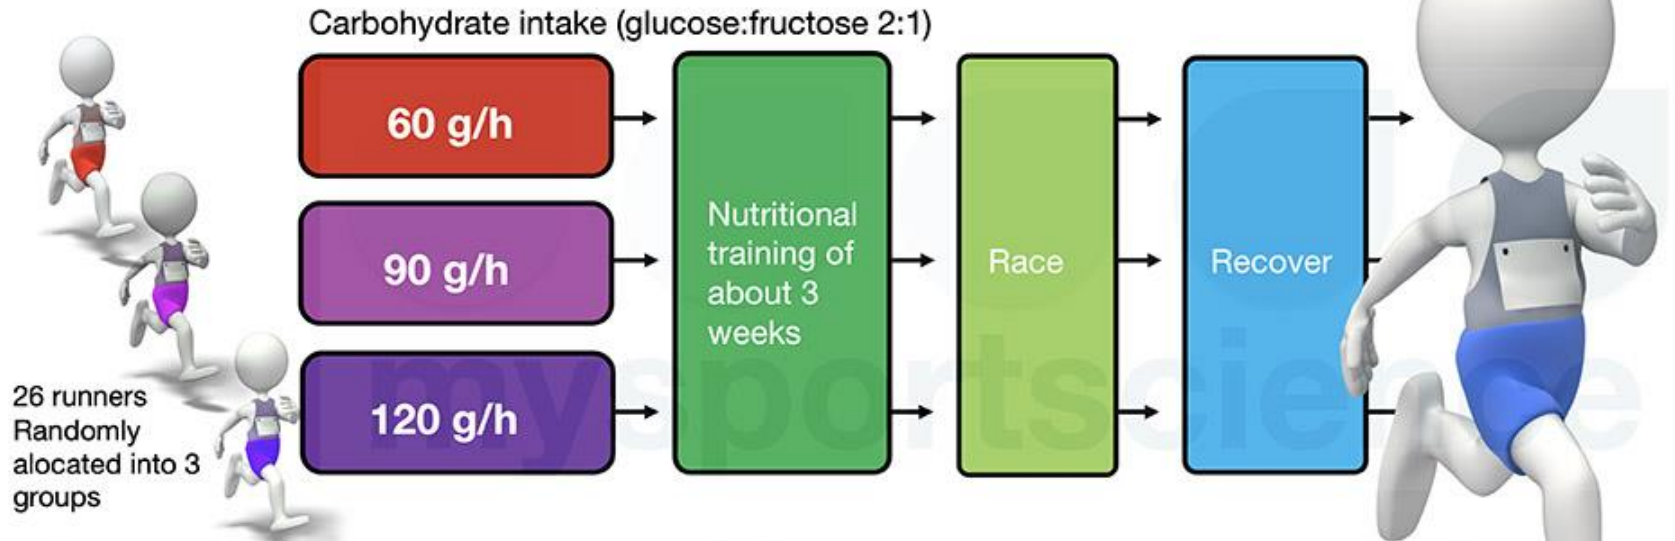 Carbohydrate intake (glucose:fructose 2:1)
60 g/h
90 g/h
120 g/h
Nutritional
training of
about 3
weeks
Race
Recover
26 runners
Randomly
alocated into 3
groups
mysportscience